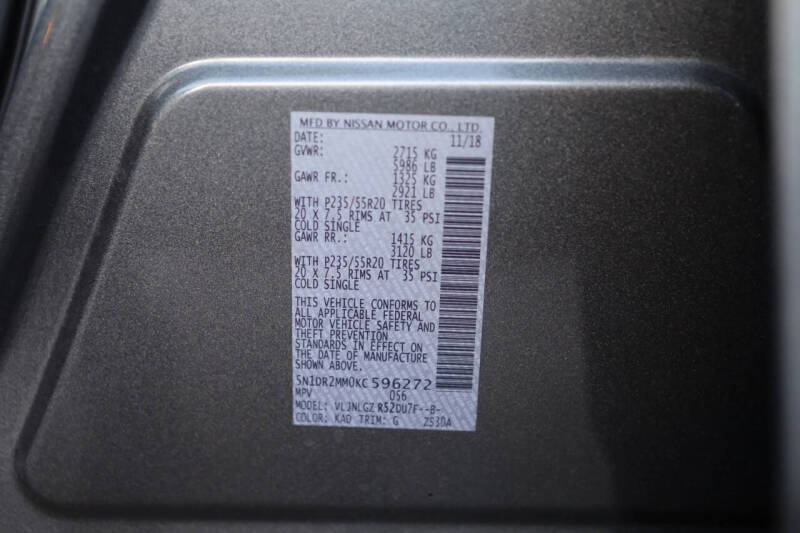 MFD BY NISSAN MOTOR CO., LTD.
DATE: 11/18
GVWR: 2715 KG
5986 LB
GAWR FR.: 1325 KG
2921 LB
WITH P235/55R20 TIRES
20 X 7.5 RIMS AT 35 PSI
COLD SINGLE
GAWR RR.: 1415 KG
3120 LB
WITH P235/55R20 TIRES
20 X 7.5 RIMS AT 35 PSI
COLD SINGLE
THIS VEHICLE CONFORMS TO
ALL APPLICABLE FEDERAL
MOTOR VEHICLE SAFETY AND
THEFT PREVENTION
STANDARDS IN EFFECT ON
THE DATE OF MANUFACTURE
SHOWN ABOVE
5N1DR2MM0KC596272
MPV 056
MODEL: VLJNLGZ R52DU7F--B-
COLOR: KAD TRIM: G ZS3DA